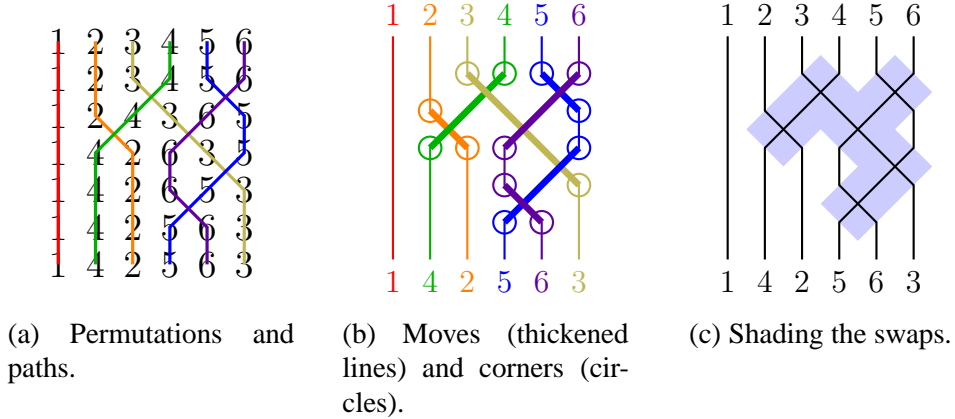 1 2 3 4 5 6
1 2 3 4 5 6
1 2 4 3 6 5
1 4 2 6 3 5
1 4 2 6 5 3
1 4 2 5 6 3
1 4 2 5 6 3
(a) Permutations and
paths.
1 2 3 4 5 6
1 4 2 5 6 3
(b) Moves (thickened
lines) and corners (cir-
cles).
1 2 3 4 5 6
1 4 2 5 6 3
(c) Shading the swaps.